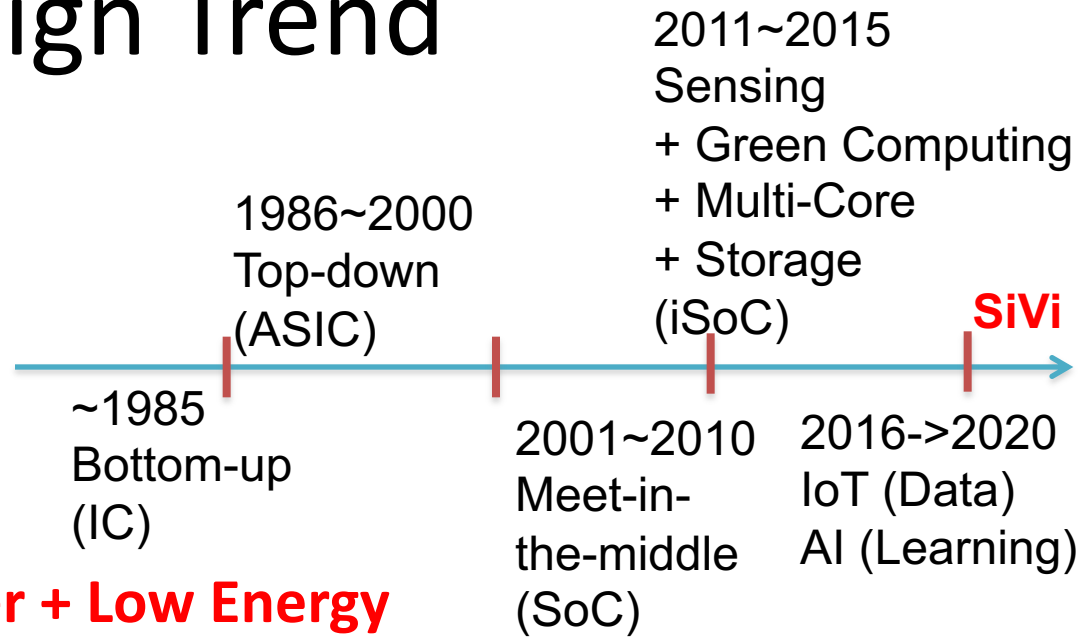 ign Trend
2011~2015
Sensing
+ Green Computing
+ Multi-Core
+ Storage
(iSoC)
1986~2000
Top-down
(ASIC)
SiVi
~1985
Bottom-up
(IC)
2001~2010
Meet-in-
the-middle
(SoC)
2016->2020
IoT (Data)
AI (Learning)
r + Low Energy